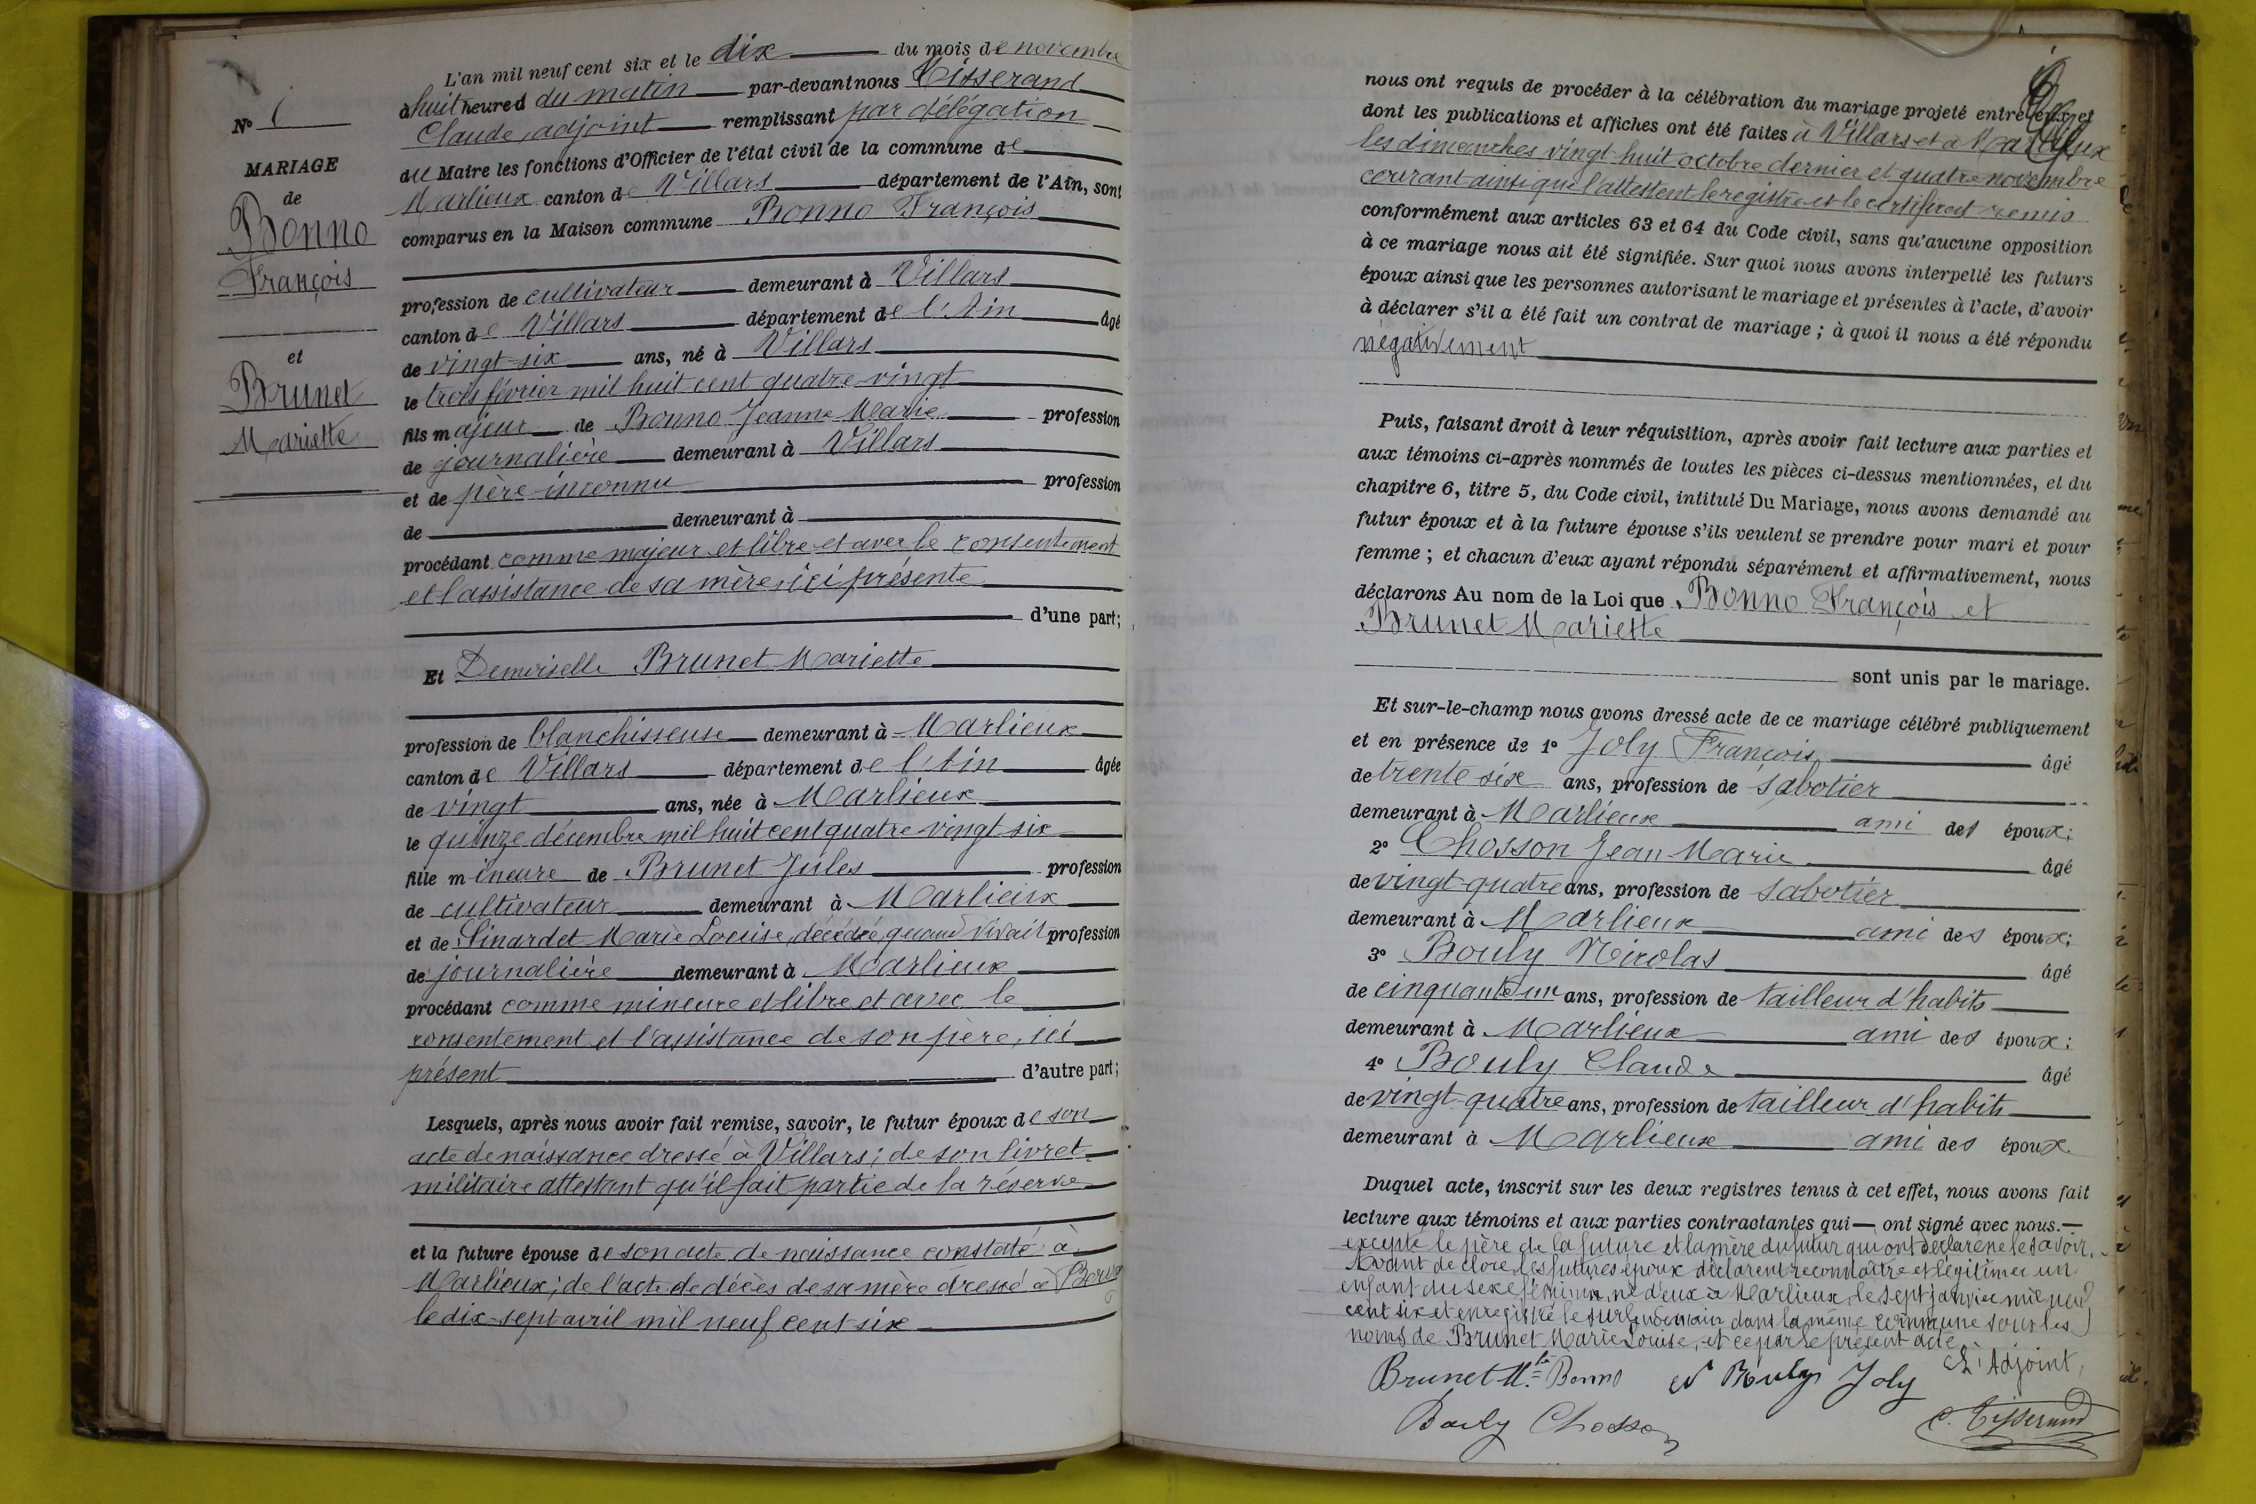 Nº 6
MARIAGE
de
Bonno
François
et
Brunet
Mariette
L'an mil neuf cent six et le dix du mois de novembre
à huit heures du matin par-devant nous Tisserand
Claude, adjoint remplissant par délégation
du Maire les fonctions d'Officier de l'état civil de la commune de
Marlieux canton de Villars département de l'Ain, sont
comparus en la Maison commune Bonno François
profession de cultivateur demeurant à Villars
canton de Villars département de l'Ain âgé
de vingt-six ans, né à Villars
le trois février mil huit cent quatre-vingt
fils majeur de Bonno Jeanne Marie profession
de journalière demeurant à Villars
et de père inconnu profession
de demeurant à
procédant comme majeur et libre et avec le consentement
et l'assistance de sa mère, ici présente
d'une part;
Et Demoiselle Brunet Mariette
profession de blanchisseuse demeurant à Marlieux
canton de Villars département de l'Ain âgée
de vingt ans, née à Marlieux
le quinze décembre mil huit cent quatre-vingt six
fille mineure de Brunet Jules profession
de cultivateur demeurant à Marlieux
et de Sinardet Marie Louise, décédée, quand vivait profession
de journalière demeurant à Marlieux
procédant comme mineure et libre et avec le
consentement et l'assistance de son père, ici
présent d'autre part;
Lesquels, après nous avoir fait remise, savoir, le futur époux de son
acte de naissance dressé à Villars; de son livret
militaire attestant qu'il fait partie de la réserve
et la future épouse de son acte de naissance constaté à
Marlieux; de l'acte de décès de sa mère dressé à
le dix-sept avril mil neuf cent six
nous ont requis de procéder à la célébration du mariage projeté entre eux et
dont les publications et affiches ont été faites à Villars et à Marlieux
les dimanches vingt huit octobre dernier et quatre novembre
courant ainsi que l'attestent le registre et le certificat remis
conformément aux articles 63 et 64 du Code civil, sans qu'aucune opposition
à ce mariage nous ait été signifiée. Sur quoi nous avons interpellé les futurs
époux ainsi que les personnes autorisant le mariage et présentes à l'acte, d'avoir
à déclarer s'il a été fait un contrat de mariage; à quoi il nous a été répondu
négativement
Puis, faisant droit à leur réquisition, après avoir fait lecture aux parties et
aux témoins ci-après nommés de toutes les pièces ci-dessus mentionnées, et du
chapitre 6, titre 5, du Code civil, intitulé Du Mariage, nous avons demandé au
futur époux et à la future épouse s'ils veulent se prendre pour mari et pour
femme; et chacun d'eux ayant répondu séparément et affirmativement, nous
déclarons Au nom de la Loi que Bonno François et
Brunet Mariette
sont unis par le mariage.
Et sur-le-champ nous avons dressé acte de ce mariage célébré publiquement
et en présence de 1º Joly François âgé
de trente-six ans, profession de sabotier
demeurant à Marlieux ami des époux;
2º Chosson Jean Marie âgé
de vingt-quatre ans, profession de sabotier
demeurant à Marlieux ami des époux;
3º Bouly Nicolas âgé
de cinquante un ans, profession de tailleur d'habits
demeurant à Marlieux ami des époux;
4º Bouly Claude âgé
de vingt-quatre ans, profession de tailleur d'habits
demeurant à Marlieux ami des époux
Duquel acte, inscrit sur les deux registres tenus à cet effet, nous avons fait
lecture aux témoins et aux parties contractantes qui ont signé avec nous.
excepté le père de la future et la mère du futur qui ont déclaré ne le savoir.
Avant de clore, les futurs époux déclarent reconnaître et légitimer un
enfant du sexe féminin, né d'eux à Marlieux, le sept janvier mil neuf
cent six et enregistré le surlendemain dans la même commune sous les
noms de Brunet Marie Louise, et ce par le présent acte
Brunet Mte Bonno N Bouly Joly L'Adjoint,
Bouly Chosson C. Tisserand